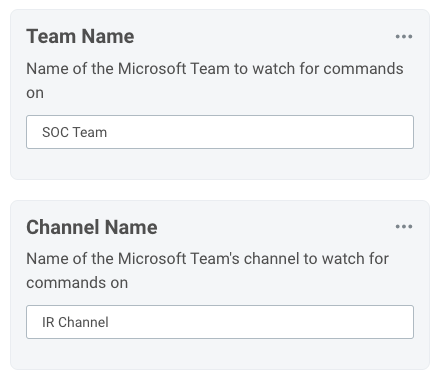 Team Name
Name of the Microsoft Team to watch for commands
on
SOC Team
Channel Name
Name of the Microsoft Team's channel to watch for
commands on
IR Channel